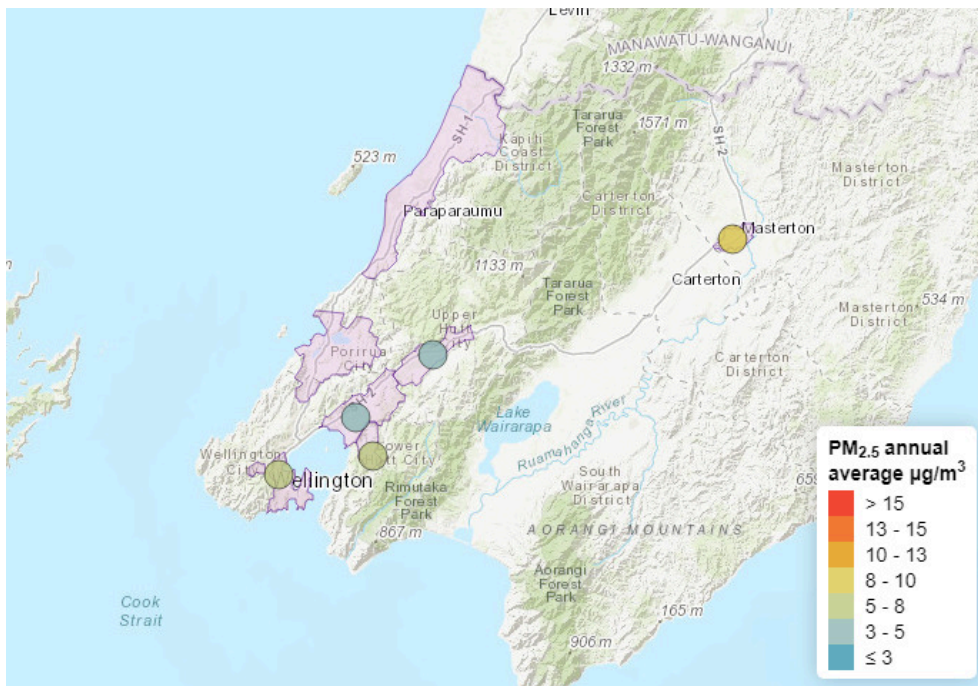 Levin
MANAWATU-WANGANUI
1332 m
Tararua
Forest
Park
1571 m
SH-1
SH-2
Kapiti
Coast
District
523 m
Masterton
District
Carterton
District
Paraparaumu
Masterton
1133 m
Carterton
Tararua
Forest
Park
534 m
Masterton
District
Upper
Hutt
City
Porirua
City
Carterton
District
Lake
Wairarapa
Ruamahanga River
Wellington
City
Lower
Hutt City
Wellington
Rimutaka
Forest
Park
South
Wairarapa
District
659
867 m
AORANGI MOUNTAINS
Aorangi
Forest
Park
165 m
Cook
Strait
906 m
PM2.5 annual
average µg/m³
> 15
13 - 15
10 - 13
8 - 10
5 - 8
3 - 5
≤ 3